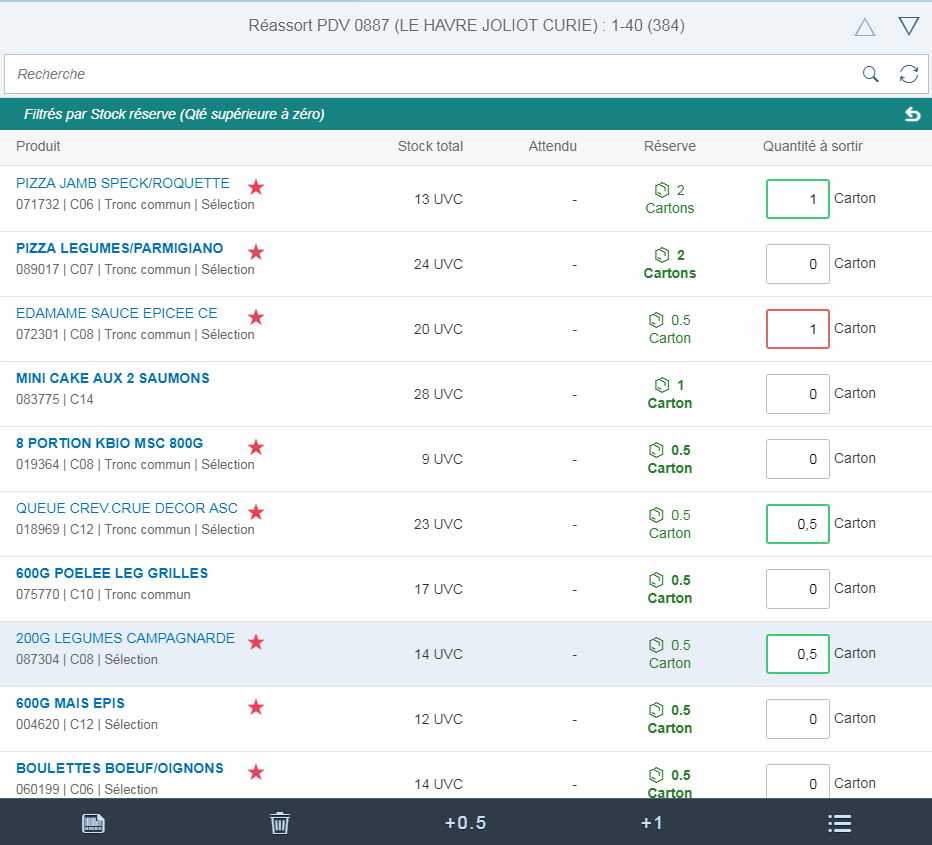 Réassort PDV 0887 (LE HAVRE JOLIOT CURIE) : 1-40 (384)
Recherche
Filtrés par Stock réserve (Qté supérieure à zéro)
Produit Stock total Attendu Réserve Quantité à sortir
PIZZA JAMB SPECK/ROQUETTE
071732 | C06 | Tronc commun | Sélection
13 UVC - 2 Cartons 1 Carton
PIZZA LEGUMES/PARMIGIANO
089017 | C07 | Tronc commun | Sélection
24 UVC - 2 Cartons 0 Carton
EDAMAME SAUCE EPICEE CE
072301 | C08 | Tronc commun | Sélection
20 UVC - 0.5 Carton 1 Carton
MINI CAKE AUX 2 SAUMONS
083775 | C14
28 UVC - 1 Carton 0 Carton
8 PORTION KBIO MSC 800G
019364 | C08 | Tronc commun | Sélection
9 UVC - 0.5 Carton 0 Carton
QUEUE CREV.CRUE DECOR ASC
018969 | C12 | Tronc commun | Sélection
23 UVC - 0.5 Carton 0,5 Carton
600G POELEE LEG GRILLES
075770 | C10 | Tronc commun
17 UVC - 0.5 Carton 0 Carton
200G LEGUMES CAMPAGNARDE
087304 | C08 | Sélection
14 UVC - 0.5 Carton 0,5 Carton
600G MAIS EPIS
004620 | C12 | Sélection
12 UVC - 0.5 Carton 0 Carton
BOULETTES BOEUF/OIGNONS
060199 | C06 | Sélection
14 UVC - 0.5 Carton 0 Carton
+0.5 +1